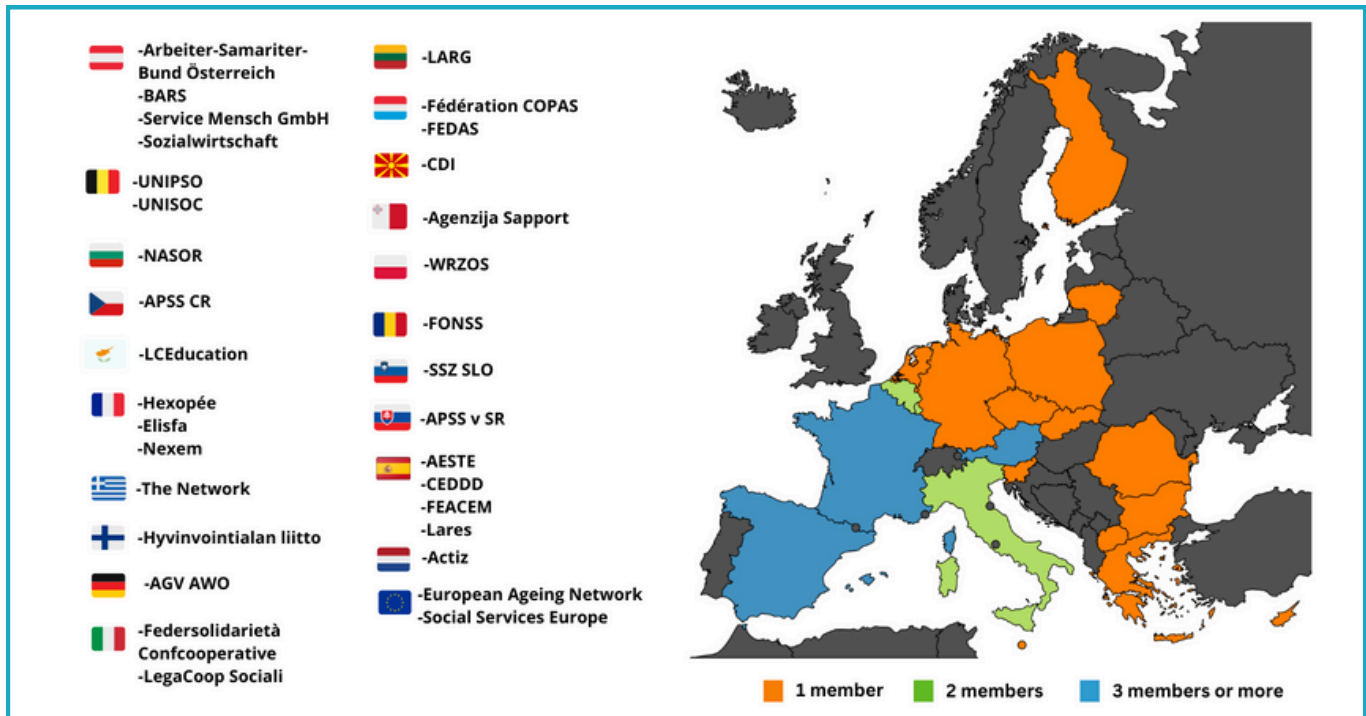 -Arbeiter-Samariter-
Bund Österreich
-BARS
-Service Mensch GmbH
-Sozialwirtschaft
-UNIPSO
-UNISOC
-NASOR
-APSS CR
-LCEducation
-Hexopée
-Elisfa
-Nexem
-The Network
-Hyvinvointialan liitto
-AGV AWO
-Federsolidarietà
Confcooperative
-LegaCoop Sociali
-LARG
-Fédération COPAS
-FEDAS
-CDI
-Agenzija Sapport
-WRZOS
-FONSS
-SSZ SLO
-APSS v SR
-AESTE
-CEDDD
-FEACEM
-Lares
-Actiz
-European Ageing Network
-Social Services Europe
1 member
2 members
3 members or more